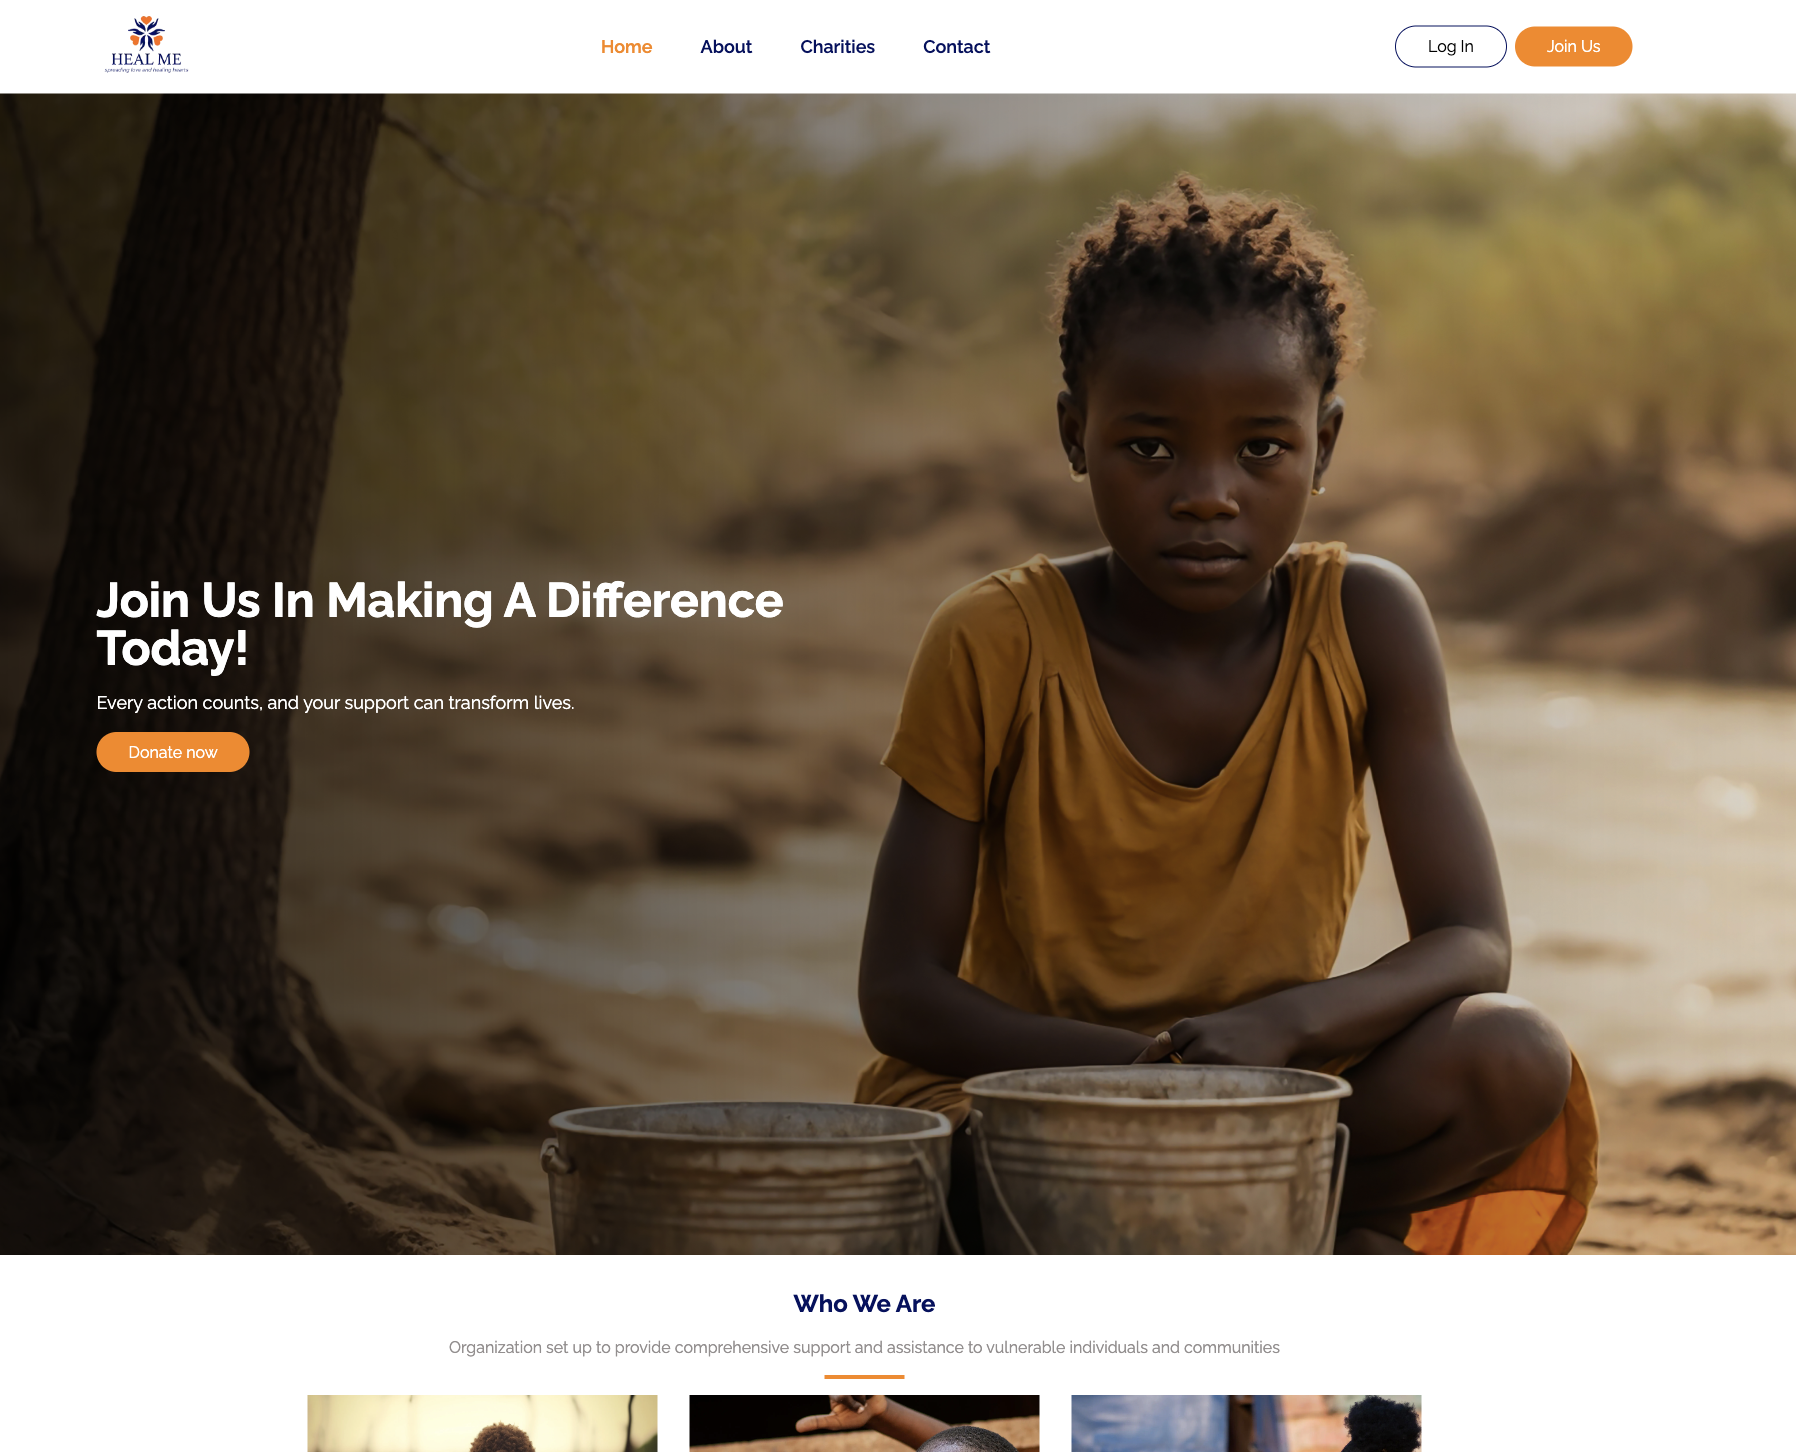 HEAL ME
spreading love and healing hearts
Home
About
Charities
Contact
Log In
Join Us
Join Us In Making A Difference
Today!
Every action counts, and your support can transform lives.
Donate now
Who We Are
Organization set up to provide comprehensive support and assistance to vulnerable individuals and communities